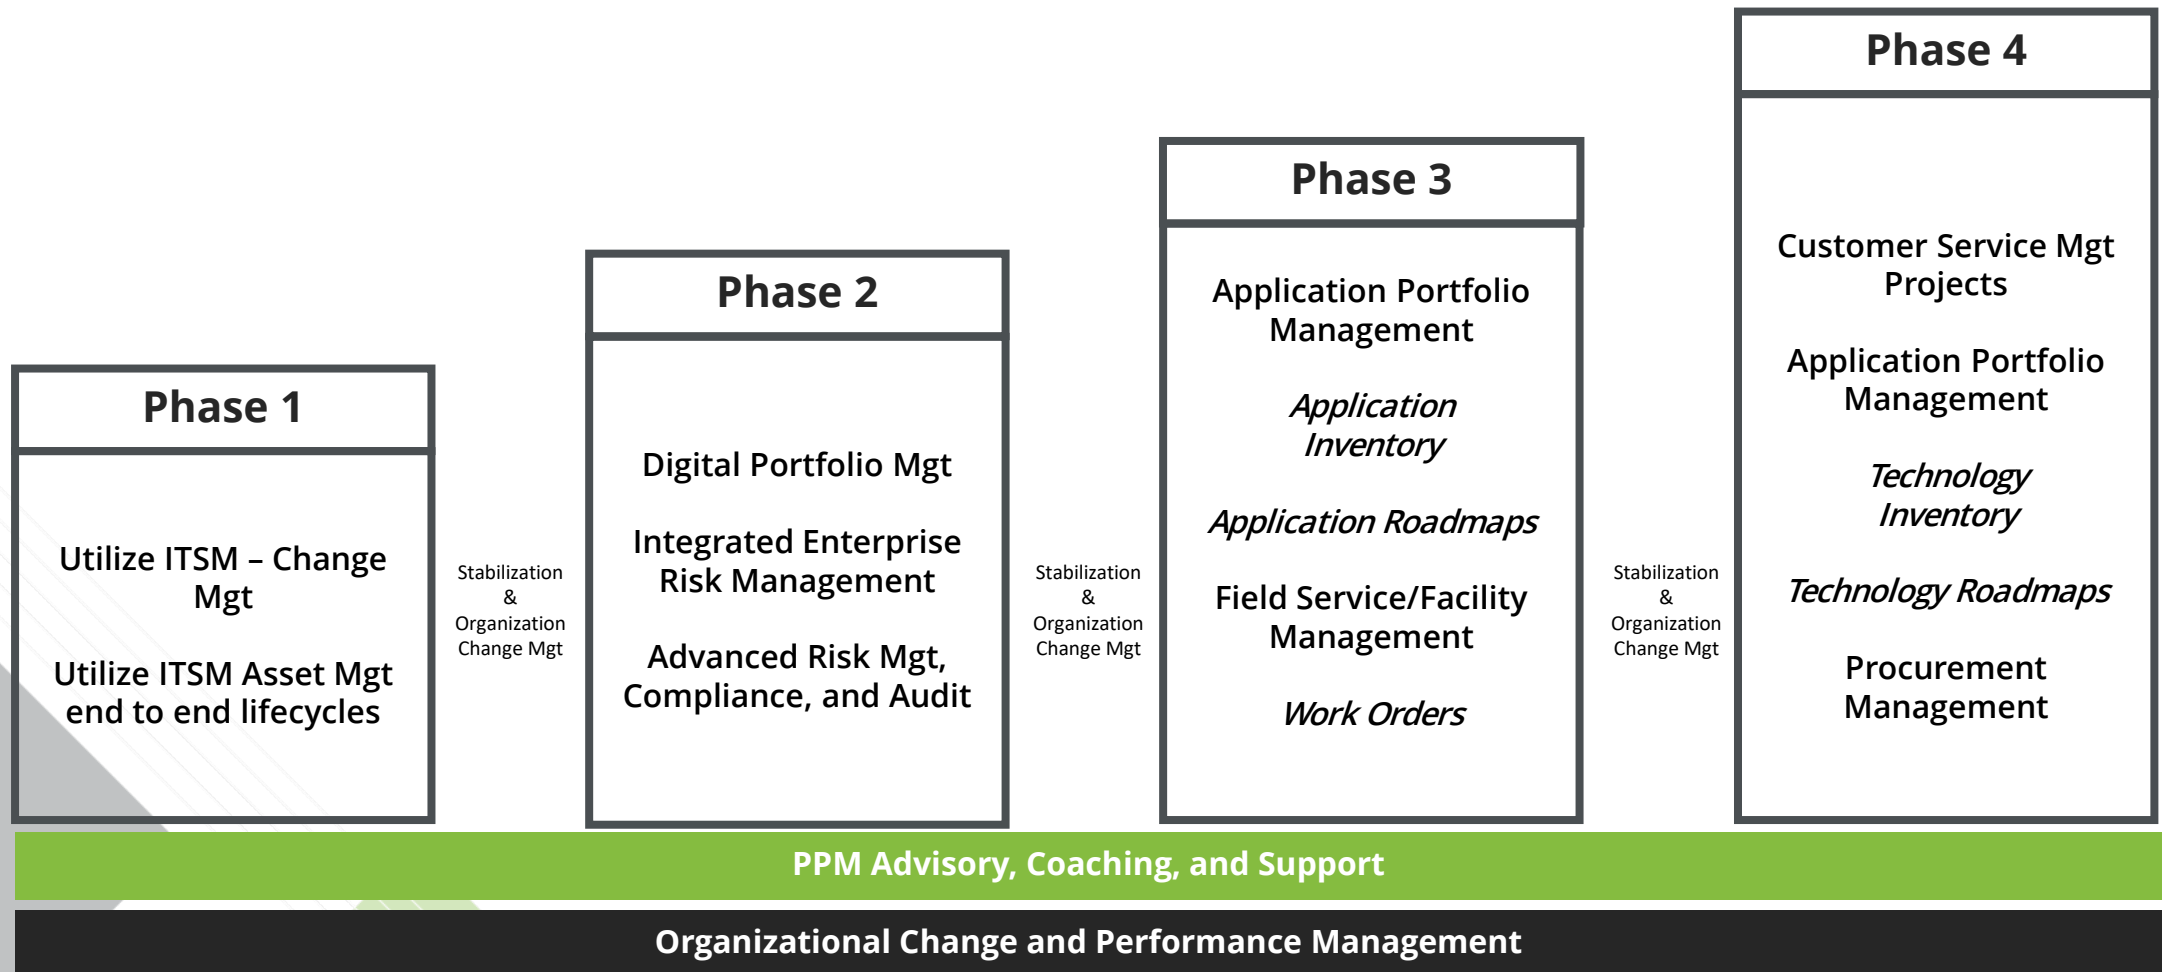 Phase 1
Utilize ITSM – Change
Mgt
Utilize ITSM Asset Mgt
end to end lifecycles
Stabilization
&
Organization
Change Mgt
Phase 2
Digital Portfolio Mgt
Integrated Enterprise
Risk Management
Advanced Risk Mgt,
Compliance, and Audit
Stabilization
&
Organization
Change Mgt
Phase 3
Application Portfolio
Management
Application
Inventory
Application Roadmaps
Field Service/Facility
Management
Work Orders
Stabilization
&
Organization
Change Mgt
Phase 4
Customer Service Mgt
Projects
Application Portfolio
Management
Technology
Inventory
Technology Roadmaps
Procurement
Management
PPM Advisory, Coaching, and Support
Organizational Change and Performance Management